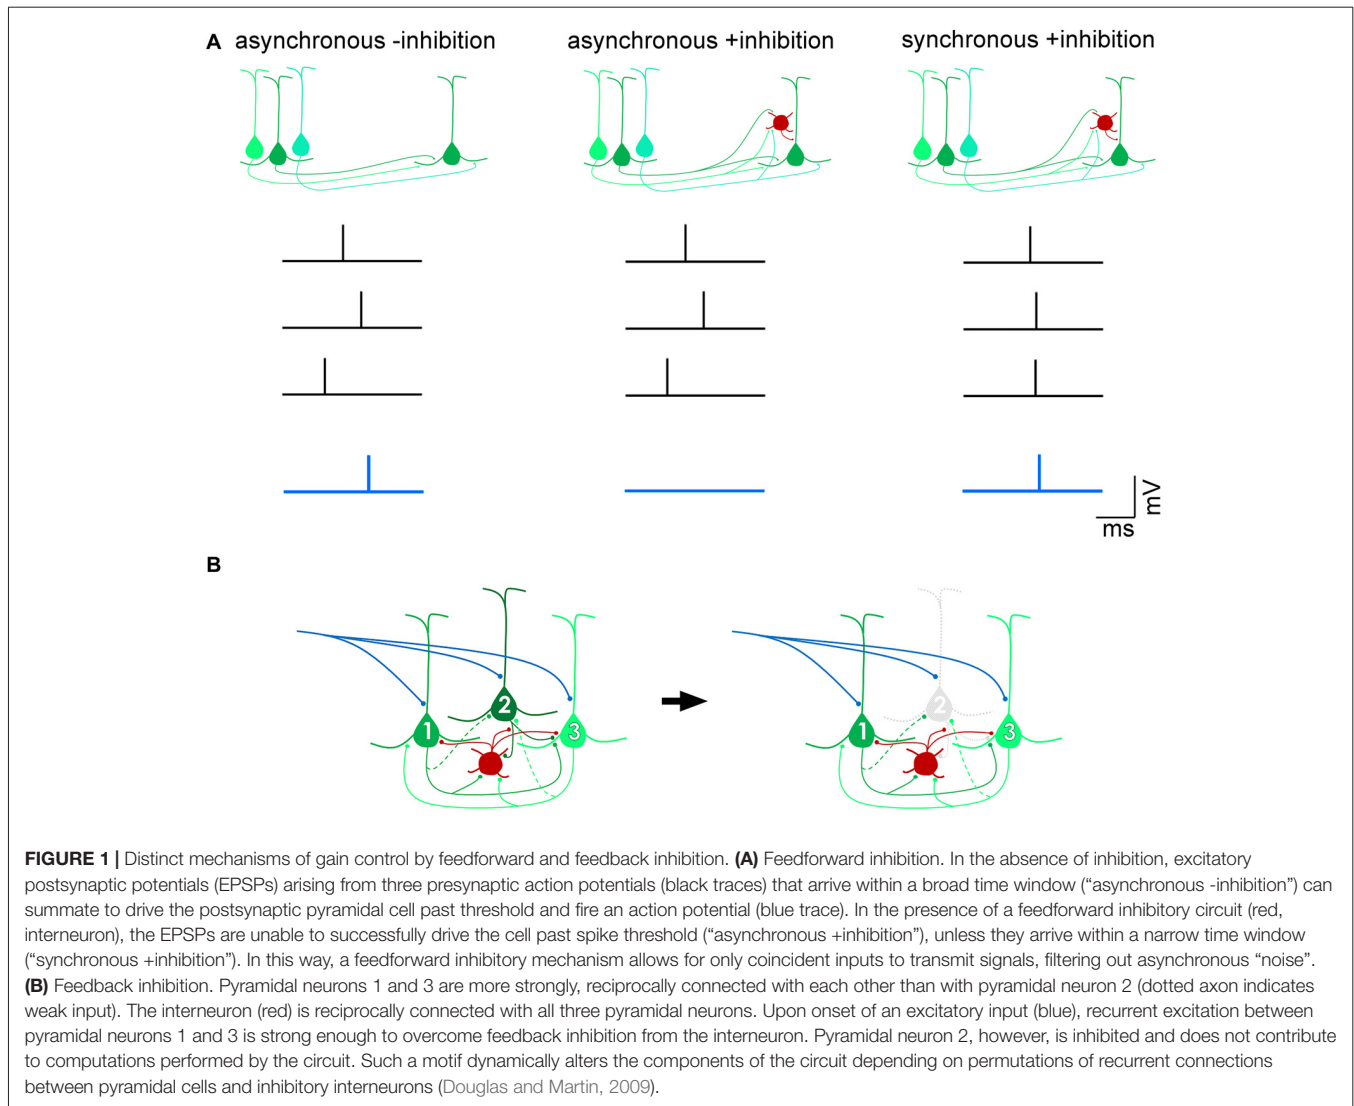 A asynchronous -inhibition asynchronous +inhibition synchronous +inhibition
mV
ms
B
2
1
3
2
1
3
FIGURE 1 | Distinct mechanisms of gain control by feedforward and feedback inhibition. (A) Feedforward inhibition. In the absence of inhibition, excitatory
postsynaptic potentials (EPSPs) arising from three presynaptic action potentials (black traces) that arrive within a broad time window (“asynchronous -inhibition”) can
summate to drive the postsynaptic pyramidal cell past threshold and fire an action potential (blue trace). In the presence of a feedforward inhibitory circuit (red,
interneuron), the EPSPs are unable to successfully drive the cell past spike threshold (“asynchronous +inhibition”), unless they arrive within a narrow time window
(“synchronous +inhibition”). In this way, a feedforward inhibitory mechanism allows for only coincident inputs to transmit signals, filtering out asynchronous “noise”.
(B) Feedback inhibition. Pyramidal neurons 1 and 3 are more strongly, reciprocally connected with each other than with pyramidal neuron 2 (dotted axon indicates
weak input). The interneuron (red) is reciprocally connected with all three pyramidal neurons. Upon onset of an excitatory input (blue), recurrent excitation between
pyramidal neurons 1 and 3 is strong enough to overcome feedback inhibition from the interneuron. Pyramidal neuron 2, however, is inhibited and does not contribute
to computations performed by the circuit. Such a motif dynamically alters the components of the circuit depending on permutations of recurrent connections
between pyramidal cells and inhibitory interneurons (Douglas and Martin, 2009).